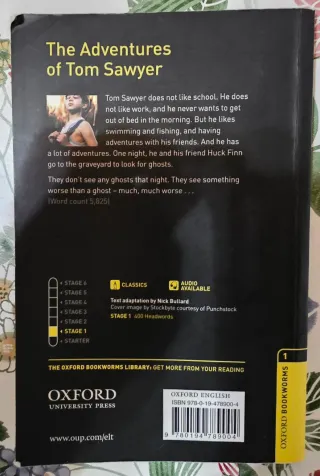 The Adventures
of Tom Sawyer
Tom Sawyer does not like school. He does
not like work, and he never wants to get
out of bed in the morning. But he likes
swimming and fishing, and having
adventures with his friends. And he has
a lot of adventures. One night, he and his friend Huck Finn
go to the graveyard to look for ghosts.
They don't see any ghosts that night. They see something
worse than a ghost – much, much worse . . .
[Word count 5,825]
STAGE 6
STAGE 5
STAGE 4
STAGE 3
STAGE 2
STAGE 1
STARTER
CLASSICS
AUDIO
AVAILABLE
Text adaptation by Nick Bullard
Cover image by Stockbyte courtesy of Punchstock
STAGE 1 400 Headwords
THE OXFORD BOOKWORMS LIBRARY: GET MORE FROM YOUR READING
OXFORD
UNIVERSITY PRESS
www.oup.com/elt
OXFORD ENGLISH
ISBN 978-0-19-478900-4
9 780194 789004
1
OXFORD BOOKWORMS